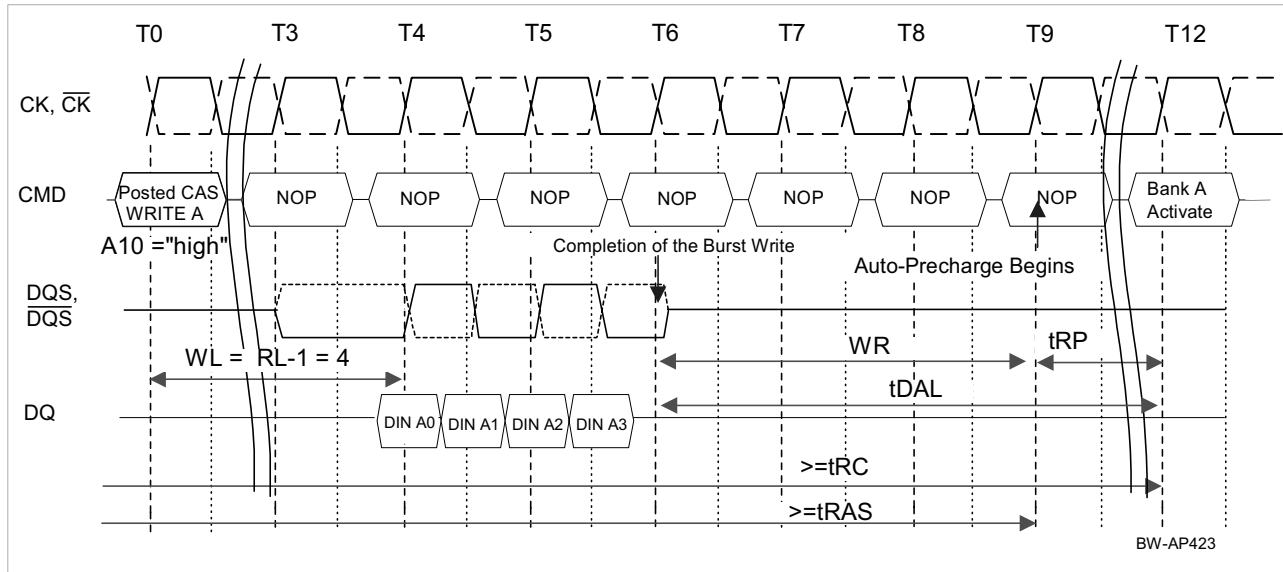 T0 T3 T4 T5 T6 T7 T8 T9 T12
CK, CK
CMD
Posted CAS
WRITE A
NOP NOP NOP NOP NOP NOP NOP
Bank A
Activate
A10 ="high"
Completion of the Burst Write
Auto-Precharge Begins
DQS,
DQS
WL = RL-1 = 4
WR
tRP
tDAL
DQ
DIN A0 DIN A1 DIN A2 DIN A3
>=tRC
>=tRAS
BW-AP423